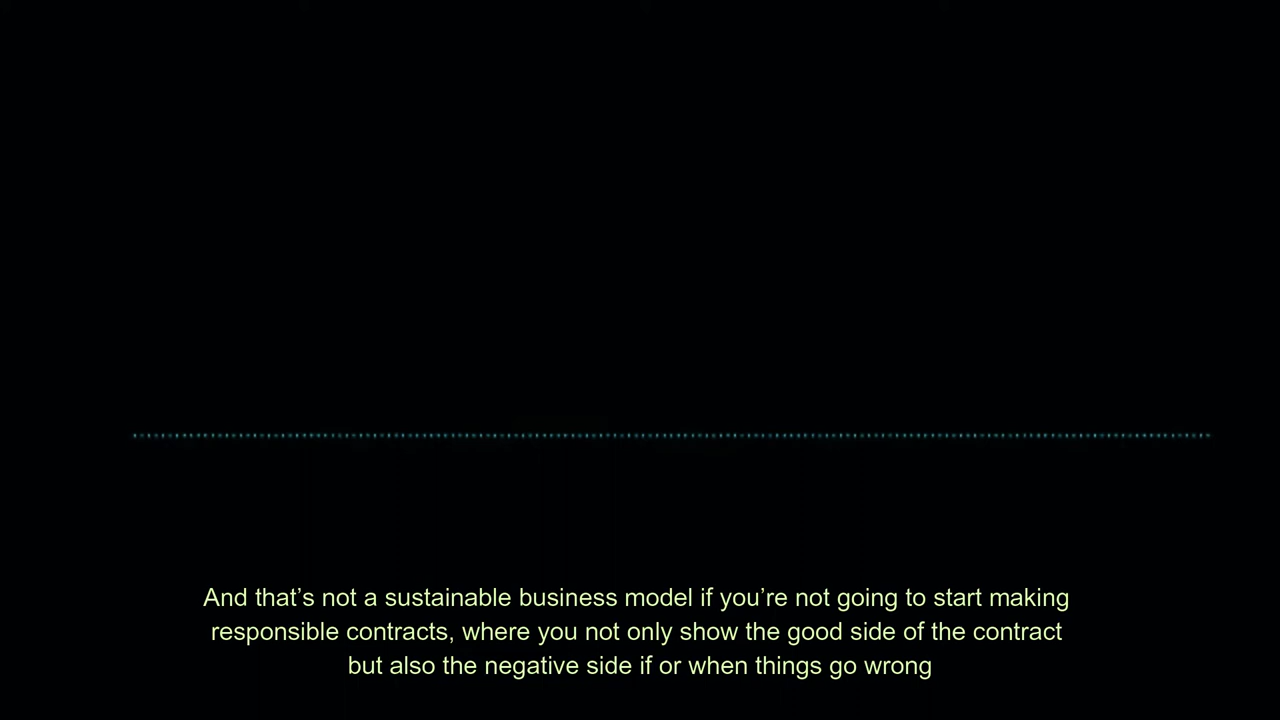 And that’s not a sustainable business model if you’re not going to start making
responsible contracts, where you not only show the good side of the contract
but also the negative side if or when things go wrong